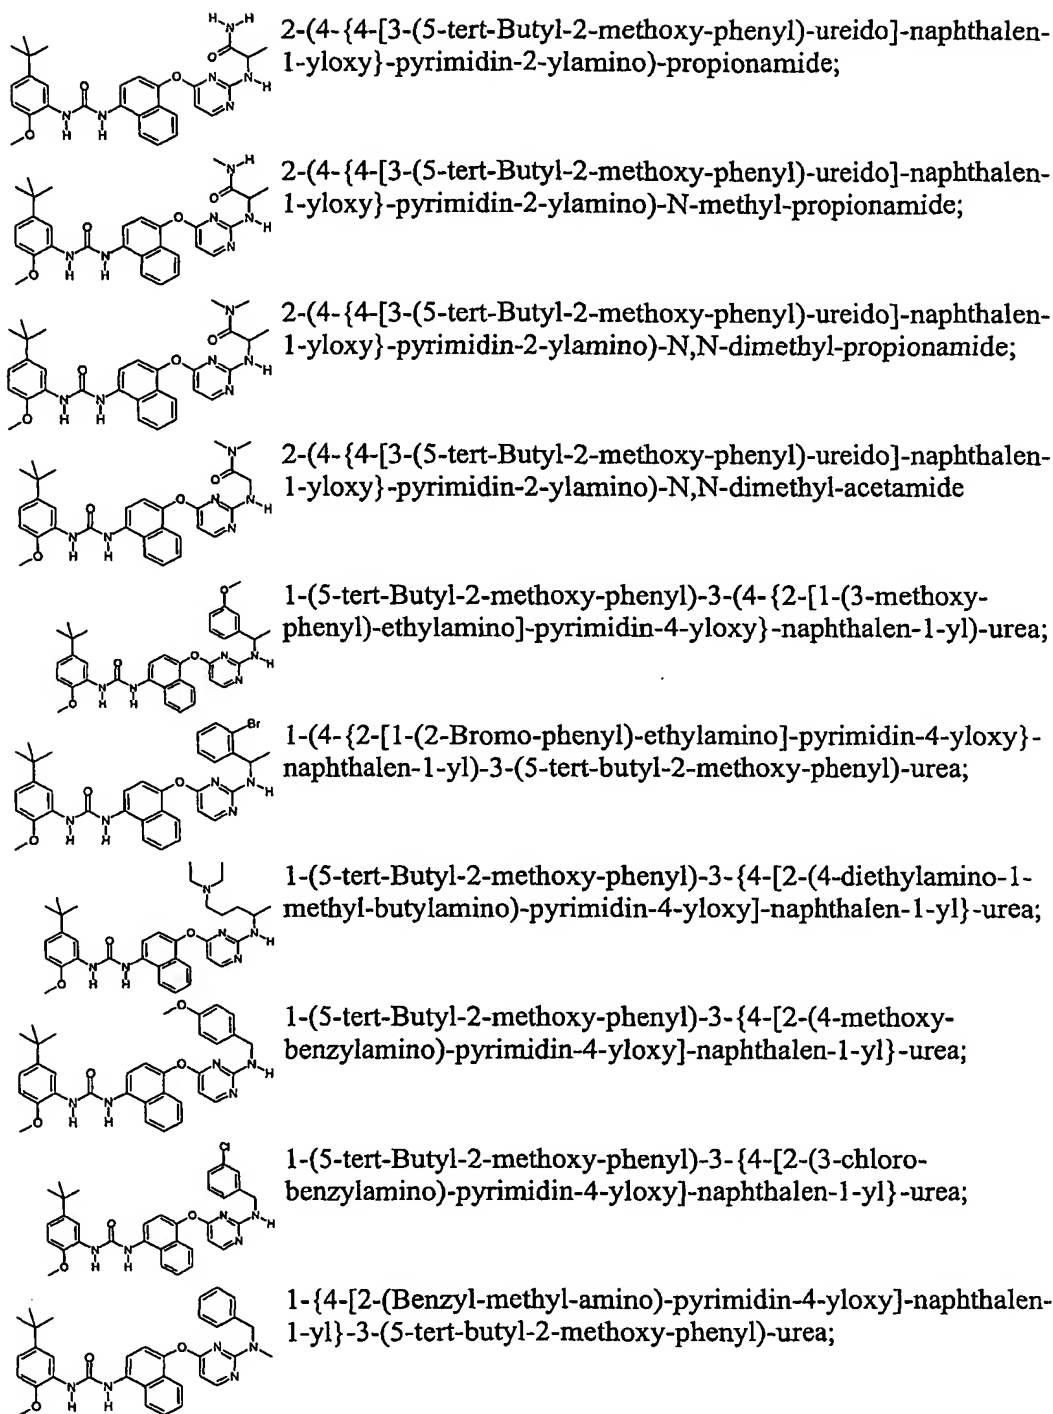 2-(4-{4-[3-(5-tert-Butyl-2-methoxy-phenyl)-ureido]-naphthalen-
1-yloxy}-pyrimidin-2-ylamino)-propionamide;
2-(4-{4-[3-(5-tert-Butyl-2-methoxy-phenyl)-ureido]-naphthalen-
1-yloxy}-pyrimidin-2-ylamino)-N-methyl-propionamide;
2-(4-{4-[3-(5-tert-Butyl-2-methoxy-phenyl)-ureido]-naphthalen-
1-yloxy}-pyrimidin-2-ylamino)-N,N-dimethyl-propionamide;
2-(4-{4-[3-(5-tert-Butyl-2-methoxy-phenyl)-ureido]-naphthalen-
1-yloxy}-pyrimidin-2-ylamino)-N,N-dimethyl-acetamide
1-(5-tert-Butyl-2-methoxy-phenyl)-3-(4-{2-[1-(3-methoxy-
phenyl)-ethylamino]-pyrimidin-4-yloxy}-naphthalen-1-yl)-urea;
1-(4-{2-[1-(2-Bromo-phenyl)-ethylamino]-pyrimidin-4-yloxy}-
naphthalen-1-yl)-3-(5-tert-butyl-2-methoxy-phenyl)-urea;
1-(5-tert-Butyl-2-methoxy-phenyl)-3-{4-[2-(4-diethylamino-1-
methyl-butylamino)-pyrimidin-4-yloxy]-naphthalen-1-yl}-urea;
1-(5-tert-Butyl-2-methoxy-phenyl)-3-{4-[2-(4-methoxy-
benzylamino)-pyrimidin-4-yloxy]-naphthalen-1-yl}-urea;
1-(5-tert-Butyl-2-methoxy-phenyl)-3-{4-[2-(3-chloro-
benzylamino)-pyrimidin-4-yloxy]-naphthalen-1-yl}-urea;
1-{4-[2-(Benzyl-methyl-amino)-pyrimidin-4-yloxy]-naphthalen-
1-yl}-3-(5-tert-butyl-2-methoxy-phenyl)-urea;